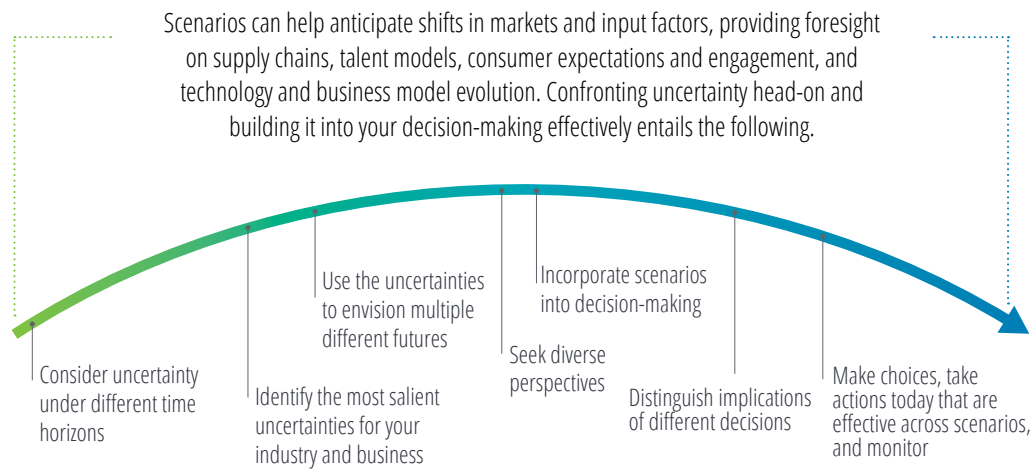 Scenarios can help anticipate shifts in markets and input factors, providing foresight
on supply chains, talent models, consumer expectations and engagement, and
technology and business model evolution. Confronting uncertainty head-on and
building it into your decision-making effectively entails the following.
Consider uncertainty
under different time
horizons
Identify the most salient
uncertainties for your
industry and business
Use the uncertainties
to envision multiple
different futures
Seek diverse
perspectives
Incorporate scenarios
into decision-making
Distinguish implications
of different decisions
Make choices, take
actions today that are
effective across scenarios,
and monitor